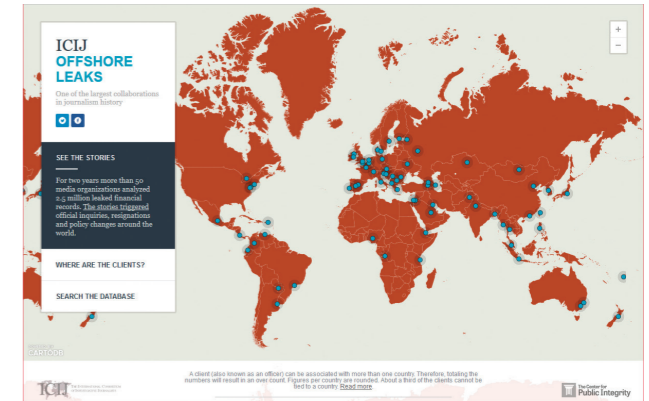 ICIJ
OFFSHORE
LEAKS
One of the largest collaborations
in journalism history
SEE THE STORIES
For two years more than 50
media organizations analyzed
2.5 million leaked financial
records. The stories triggered
official inquiries, resignations
and policy changes around the
world.
WHERE ARE THE CLIENTS?
SEARCH THE DATABASE
+
−
CARTODB
A client (also known as an officer) can be associated with more than one country. Therefore, totaling the
numbers will result in an over count. Figures per country are rounded. About a third of the clients cannot be
tied to a country. Read more.
ICIJ
The Center for
Public Integrity